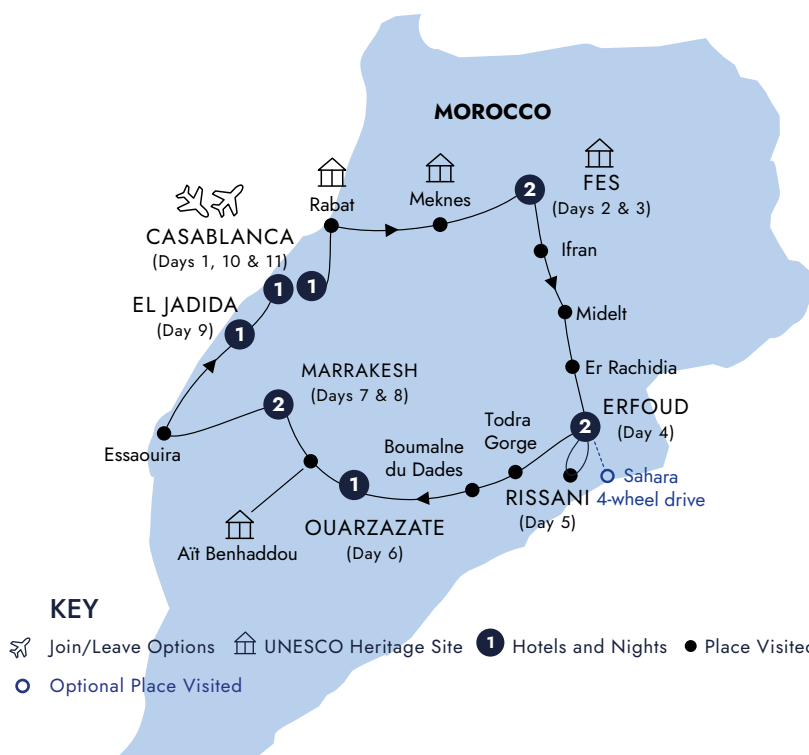 MOROCCO
FES
(Days 2 & 3)
2
Meknes
Rabat
CASABLANCA
(Days 1, 10 & 11)
1
1
EL JADIDA
(Day 9)
1
Ifran
Midelt
Er Rachidia
ERFOUD
(Day 4)
2
MARRAKESH
(Days 7 & 8)
2
Todra
Gorge
Boumalne
du Dades
Essaouira
Sahara
4-wheel drive
RISSANI
(Day 5)
1
OUARZAZATE
(Day 6)
Aït Benhaddou
KEY
Join/Leave Options
UNESCO Heritage Site
1 Hotels and Nights
Place Visited
Optional Place Visited